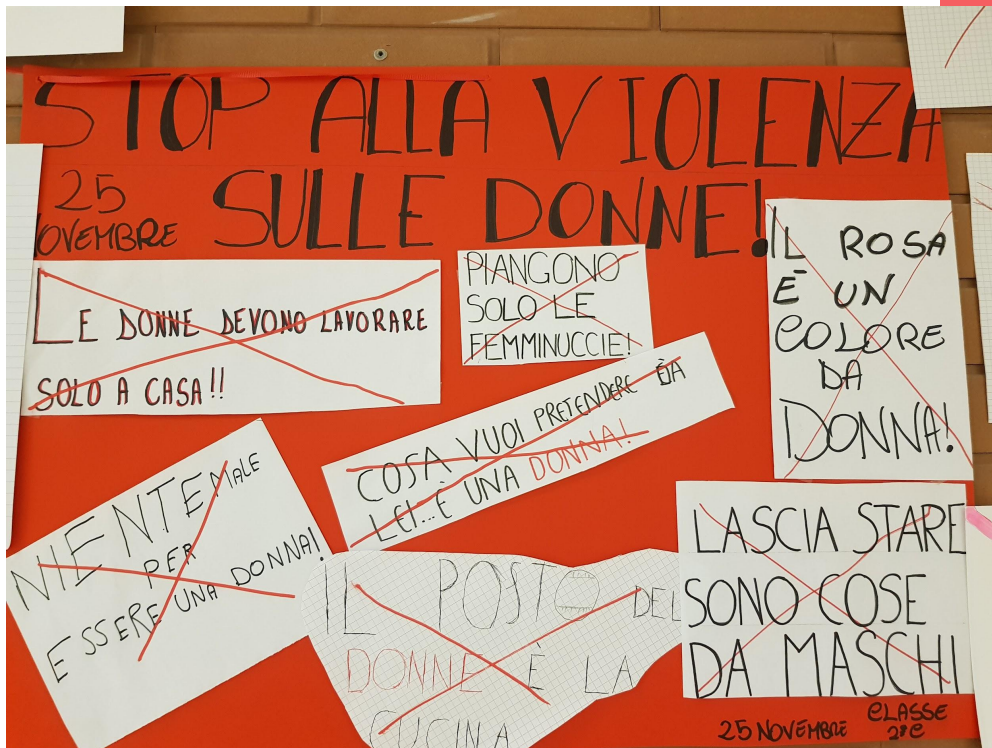 STOP ALLA VIOLENZA
SULLE DONNE!
25
NOVEMBRE
LE DONNE DEVONO LAVORARE
SOLO A CASA!!
PIANGONO
SOLO LE
FEMMINUCCIE!
IL ROSA
È UN
COLORE
DA
DONNA!
COSA VUOI PRETENDERE DA
LEI...È UNA DONNA!
NIENTE MALE
PER
ESSERE UNA DONNA!
IL POSTO DEL
DONNE È LA
CUCINA
LASCIA STARE
SONO COSE
DA MASCHI
25 NOVEMBRE CLASSE
2°C